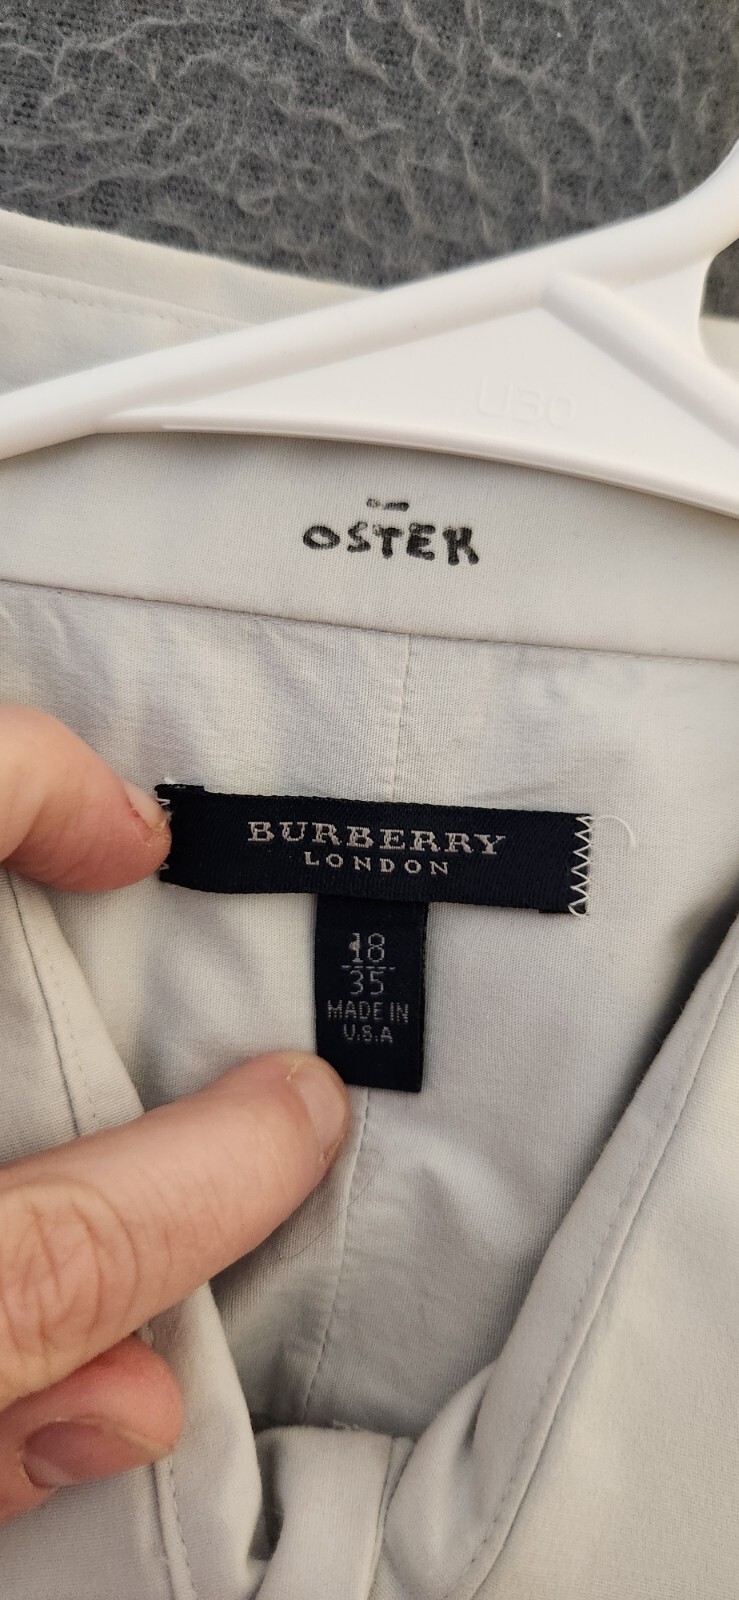 OSTER
BURBERRY
LONDON
18
35
MADE IN
U.S.A